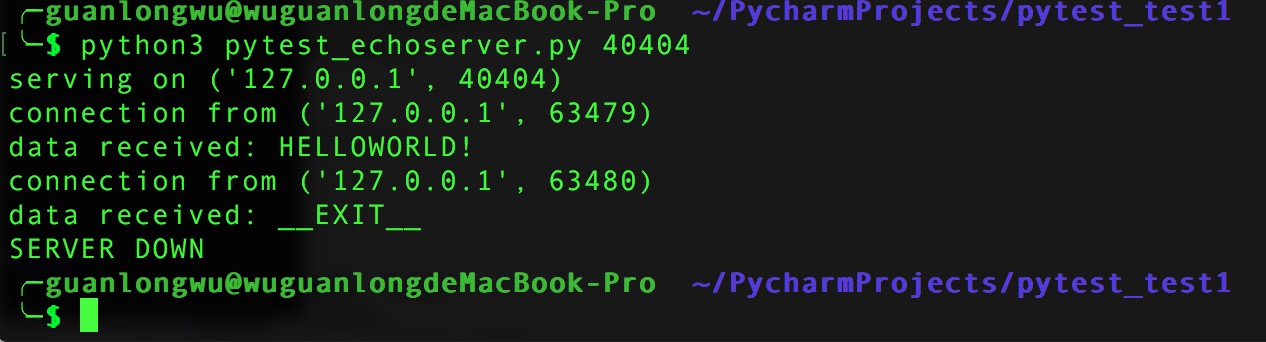 ╭─guanlongwu@wuguanlongdeMacBook-Pro ~/PycharmProjects/pytest_test1
[ ╰─$ python3 pytest_echoserver.py 40404
serving on ('127.0.0.1', 40404)
connection from ('127.0.0.1', 63479)
data received: HELLOWORLD!
connection from ('127.0.0.1', 63480)
data received: __EXIT__
SERVER DOWN
╭─guanlongwu@wuguanlongdeMacBook-Pro ~/PycharmProjects/pytest_test1
╰─$